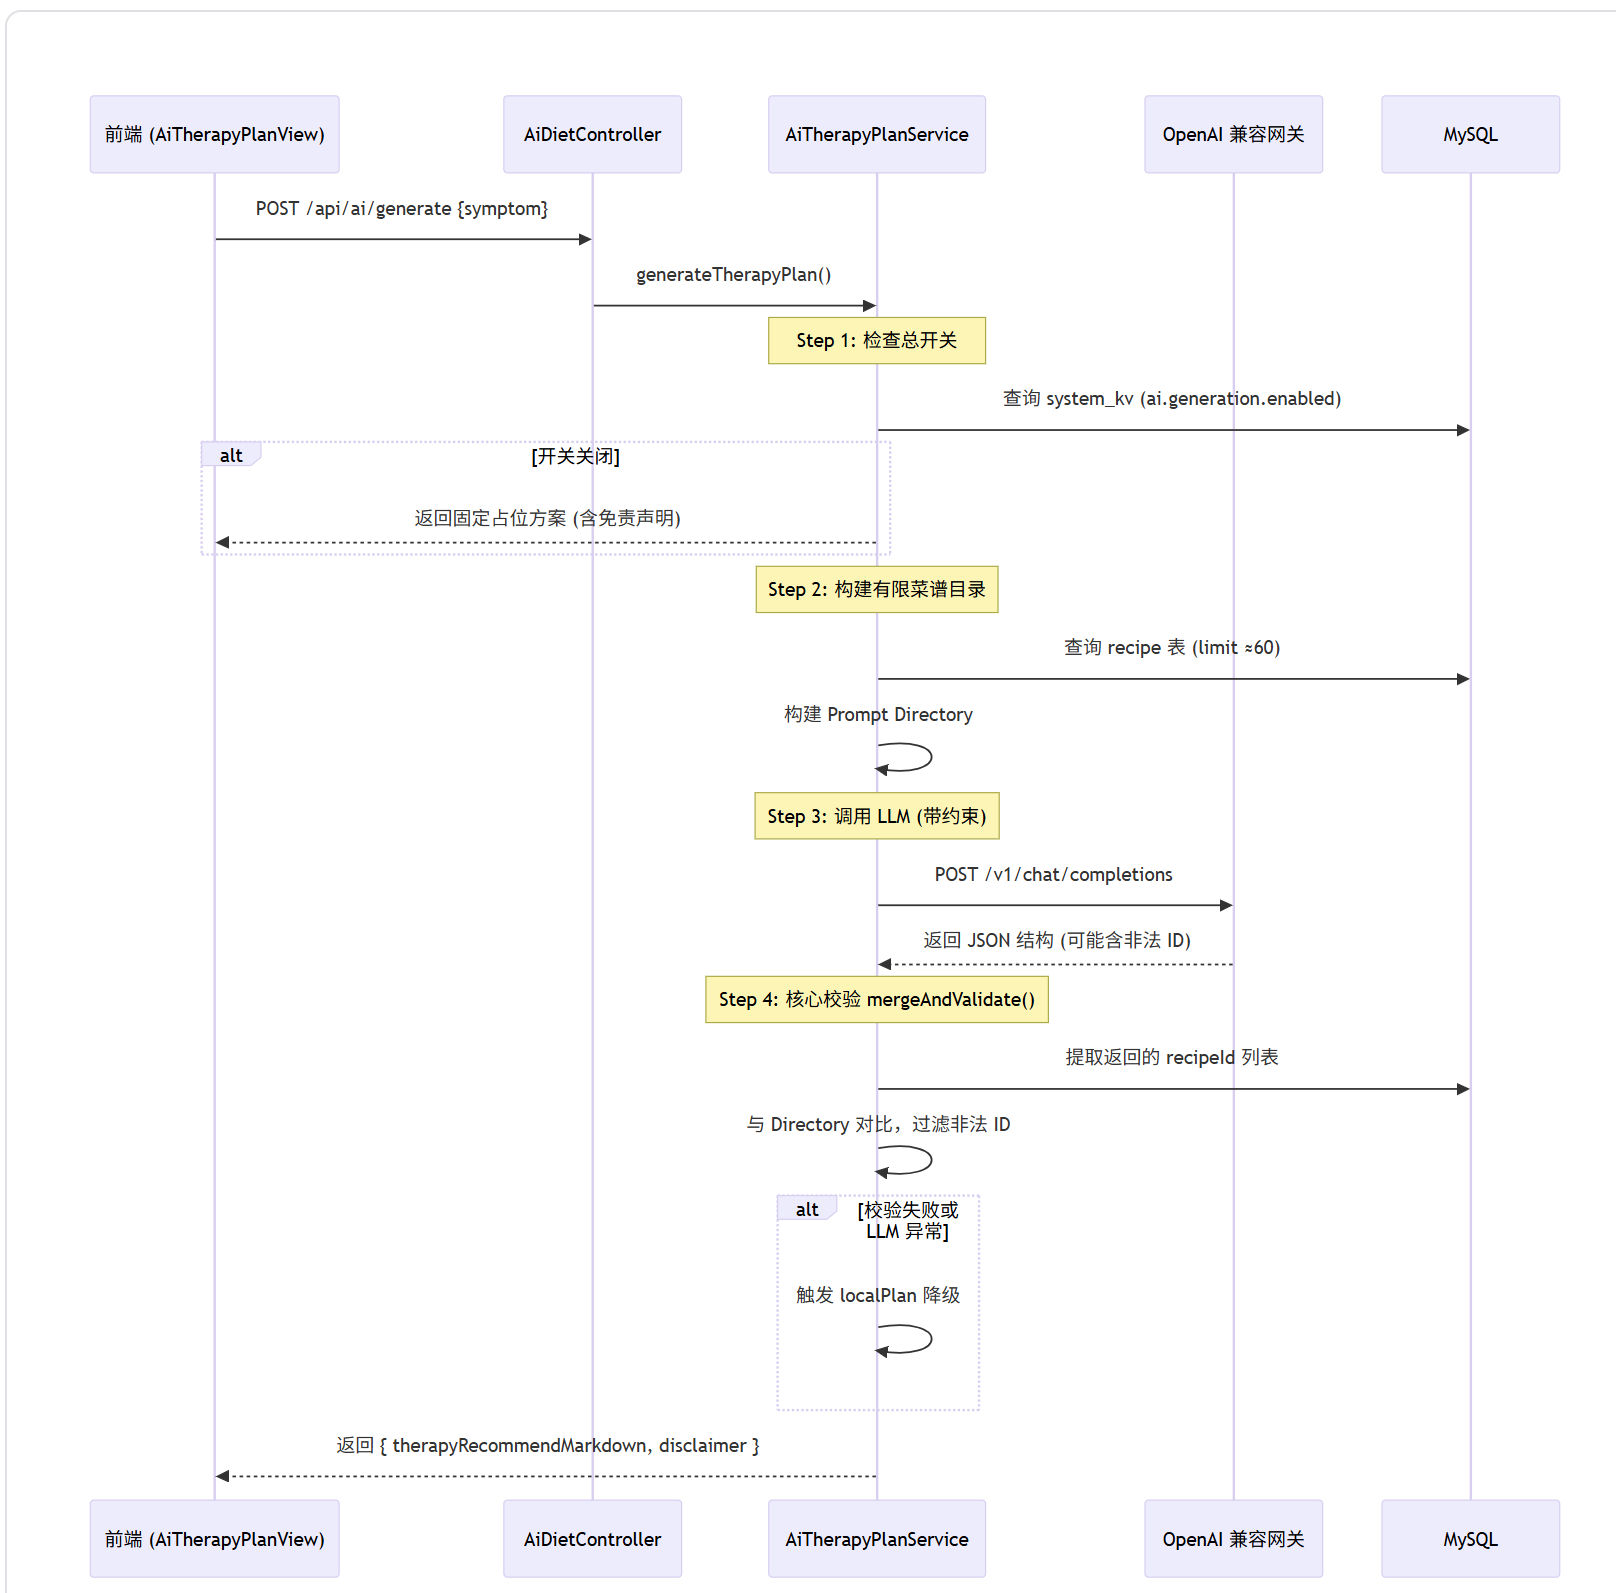 前端 (AiTherapyPlanView)
AiDietController
AiTherapyPlanService
OpenAI 兼容网关
MySQL
POST /api/ai/generate {symptom}
generateTherapyPlan()
Step 1: 检查总开关
查询 system_kv (ai.generation.enabled)
alt
[开关关闭]
返回固定占位方案 (含免责声明)
Step 2: 构建有限菜谱目录
查询 recipe 表 (limit ≈60)
构建 Prompt Directory
Step 3: 调用 LLM (带约束)
POST /v1/chat/completions
返回 JSON 结构 (可能含非法 ID)
Step 4: 核心校验 mergeAndValidate()
提取返回的 recipeId 列表
与 Directory 对比，过滤非法 ID
alt
[校验失败或
LLM 异常]
触发 localPlan 降级
返回 { therapyRecommendMarkdown, disclaimer }
前端 (AiTherapyPlanView)
AiDietController
AiTherapyPlanService
OpenAI 兼容网关
MySQL